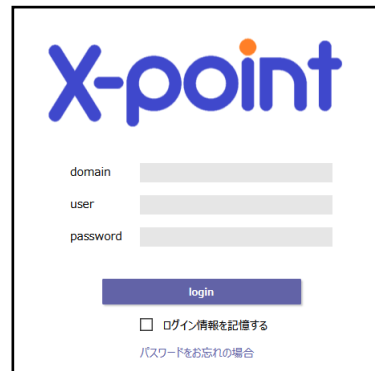 X-point
domain
user
password
login
ログイン情報を記憶する
パスワードをお忘れの場合